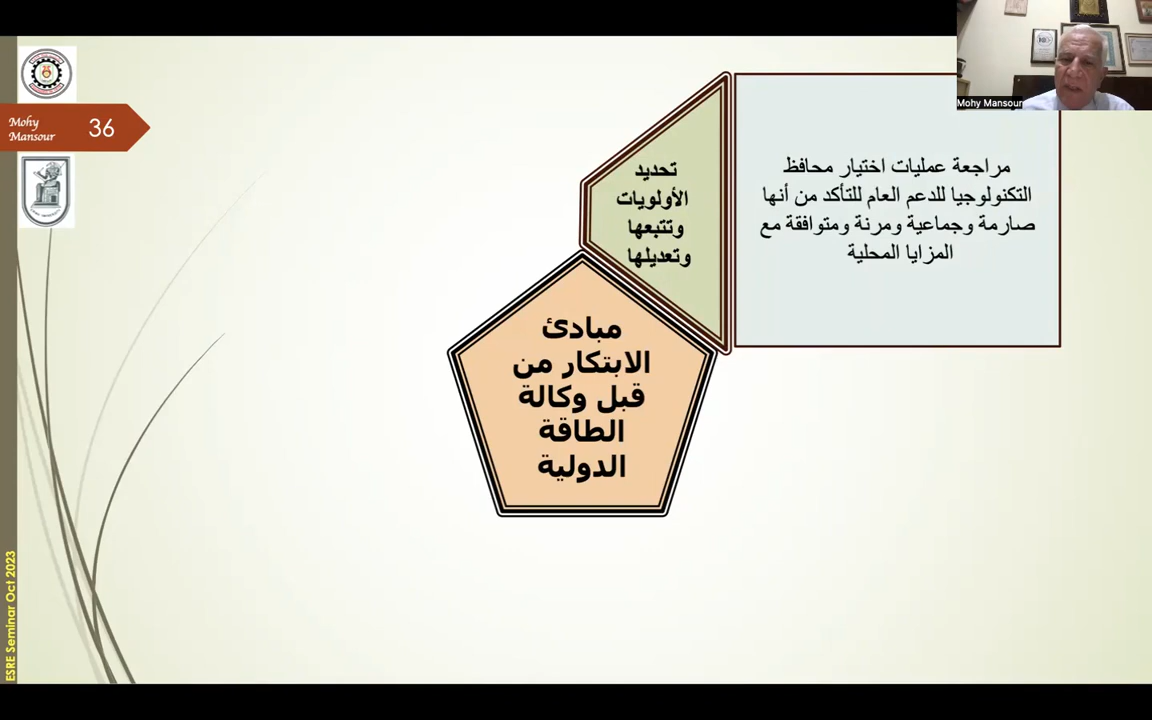 Mohy
Mansour
36
Mohy Mansour
تحديد
الأولويات
وتتبعها
وتعديلها
مراجعة عمليات اختيار محافظ
التكنولوجيا للدعم العام للتأكد من أنها
صارمة وجماعية ومرنة ومتوافقة مع
المزايا المحلية
مبادئ
الابتكار من
قبل وكالة
الطاقة
الدولية
ESRE Seminar Oct 2023